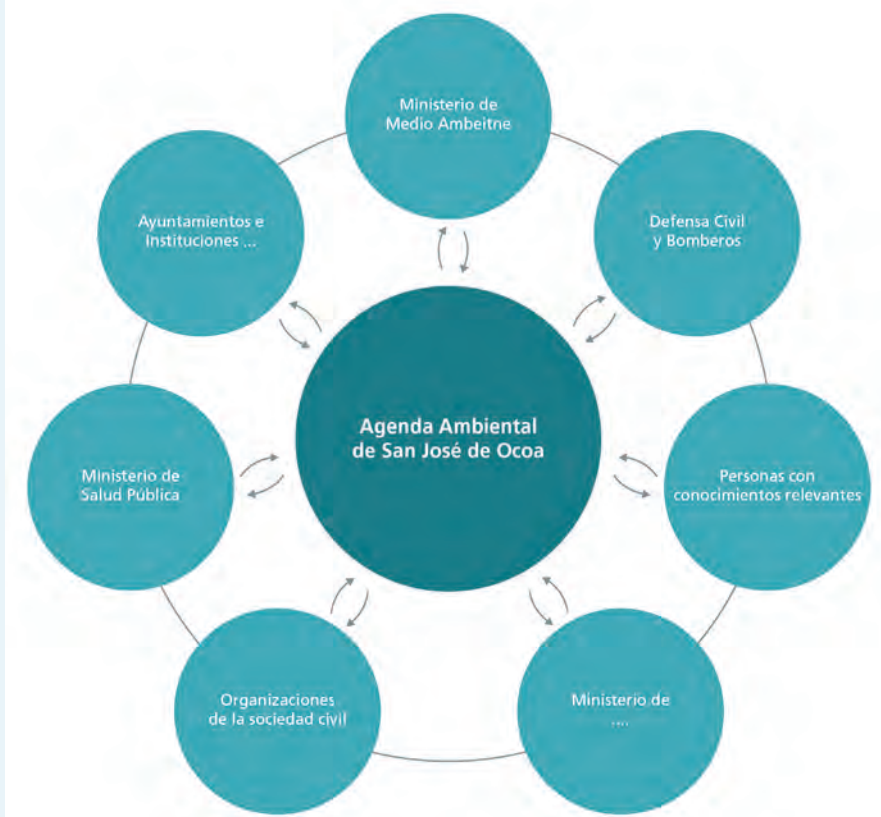 Ministerio de
Medio Ambeitne
Ayuntamientos e
Instituciones ...
Defensa Civil
y Bomberos
Agenda Ambiental
de San José de Ocoa
Ministerio de
Salud Pública
Personas con
conocimientos relevantes
Organizaciones
de la sociedad civil
Ministerio de
....